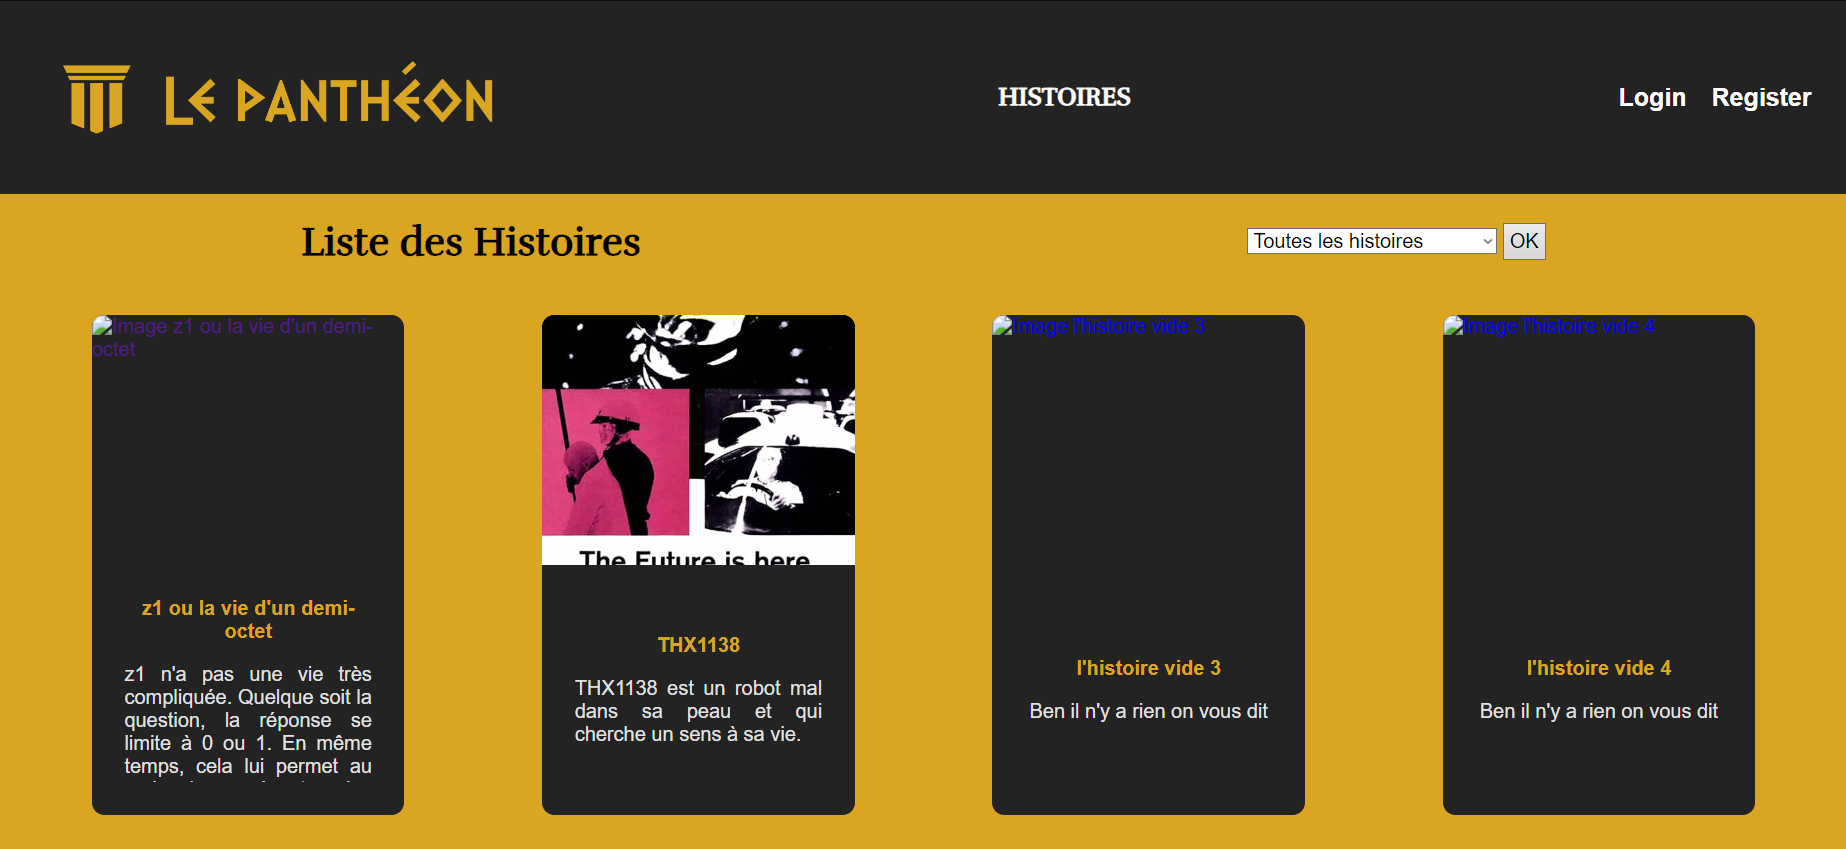 LE PANTHÉON
HISTOIRES
Login Register
Liste des Histoires
Toutes les histoires
OK
Image z1 ou la vie d'un demi-
octet
z1 ou la vie d'un demi-
octet
z1 n'a pas une vie très
compliquée. Quelque soit la
question, la réponse se
limite à 0 ou 1. En même
temps, cela lui permet au
The Future is here
THX1138
THX1138 est un robot mal
dans sa peau et qui
cherche un sens à sa vie.
Image l'histoire vide 3
l'histoire vide 3
Ben il n'y a rien on vous dit
Image l'histoire vide 4
l'histoire vide 4
Ben il n'y a rien on vous dit